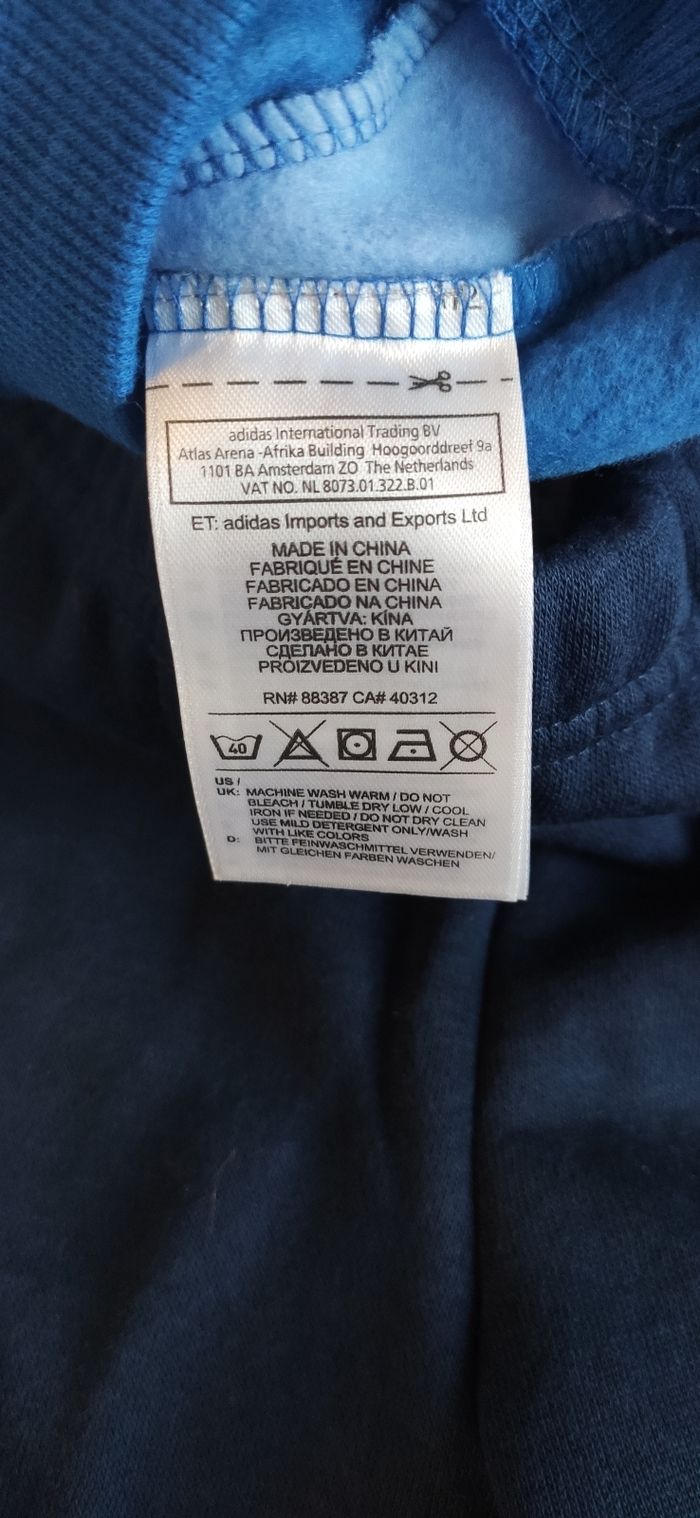 adidas International Trading BV
Atlas Arena -Afrika Building Hoogoorddreef 9a
1101 BA Amsterdam ZO The Netherlands
VAT NO. NL 8073.01.322.B.01
ET: adidas Imports and Exports Ltd
MADE IN CHINA
FABRIQUÉ EN CHINE
FABRICADO EN CHINA
FABRICADO NA CHINA
GYÁRTVA: KÍNA
ПРОИЗВЕДЕНО В КИТАЙ
СДЕЛАНО В КИТАЕ
PROIZVEDENO U KINI
RN# 88387 CA# 40312
40
US /
UK: MACHINE WASH WARM / DO NOT
BLEACH / TUMBLE DRY LOW / COOL
IRON IF NEEDED / DO NOT DRY CLEAN
USE MILD DETERGENT ONLY/WASH
WITH LIKE COLORS
D: BITTE FEINWASCHMITTEL VERWENDEN/
MIT GLEICHEN FARBEN WASCHEN